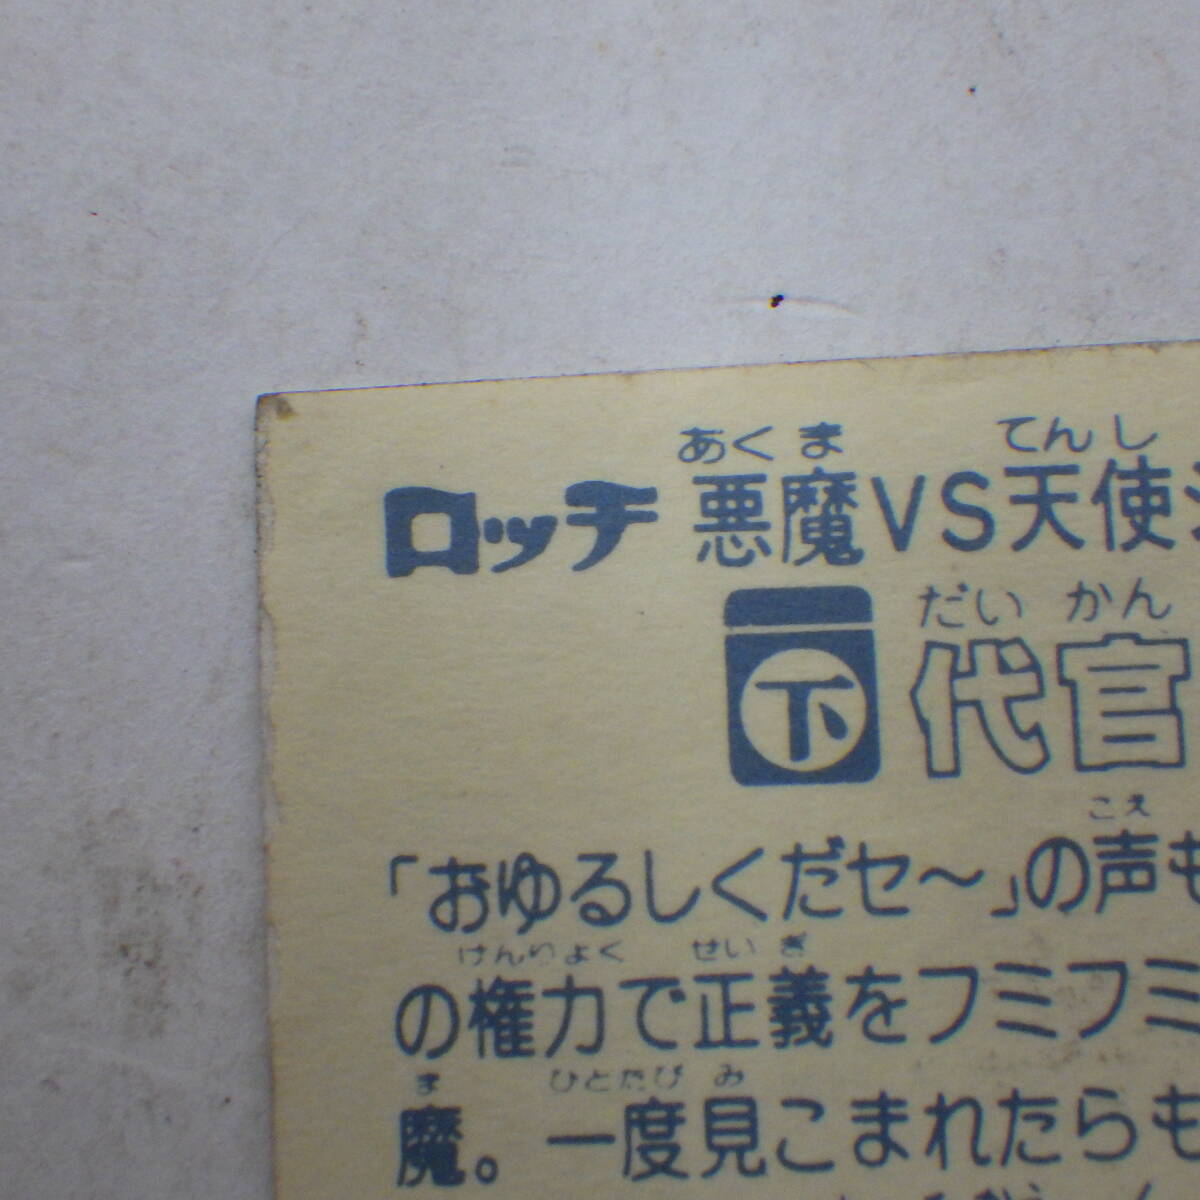 あくま てんし
ロッチ 悪魔VS天使シ
だいかん
下 代官
こえ
「おゆるしくだセ〜」の声も
けんりょく せいぎ
の権力で正義をフミフミ
ま ひとたび み
魔。一度見こまれたらも